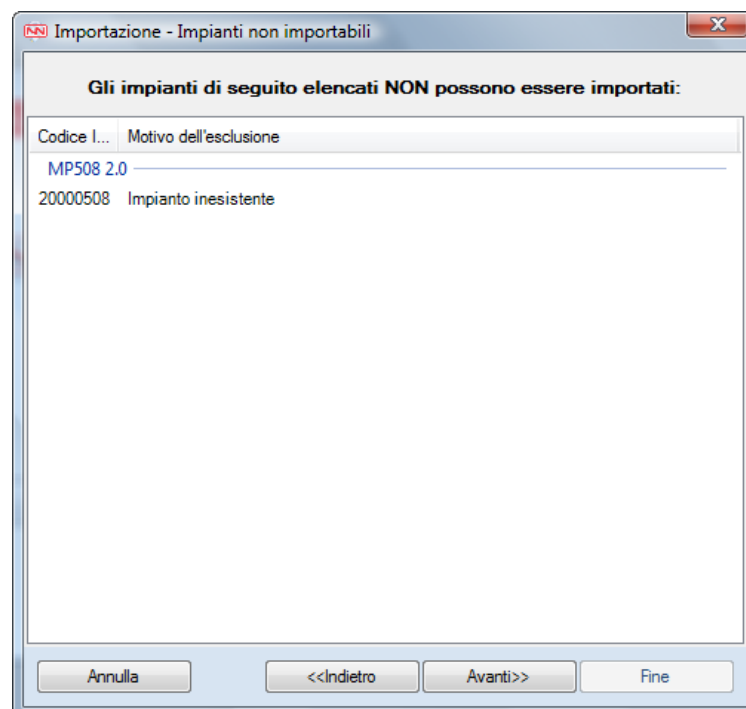 Importazione - Impianti non importabili
Gli impianti di seguito elencati NON possono essere importati:
Codice I... Motivo dell'esclusione
MP508 2.0
20000508 Impianto inesistente
Annulla <<Indietro Avanti>> Fine